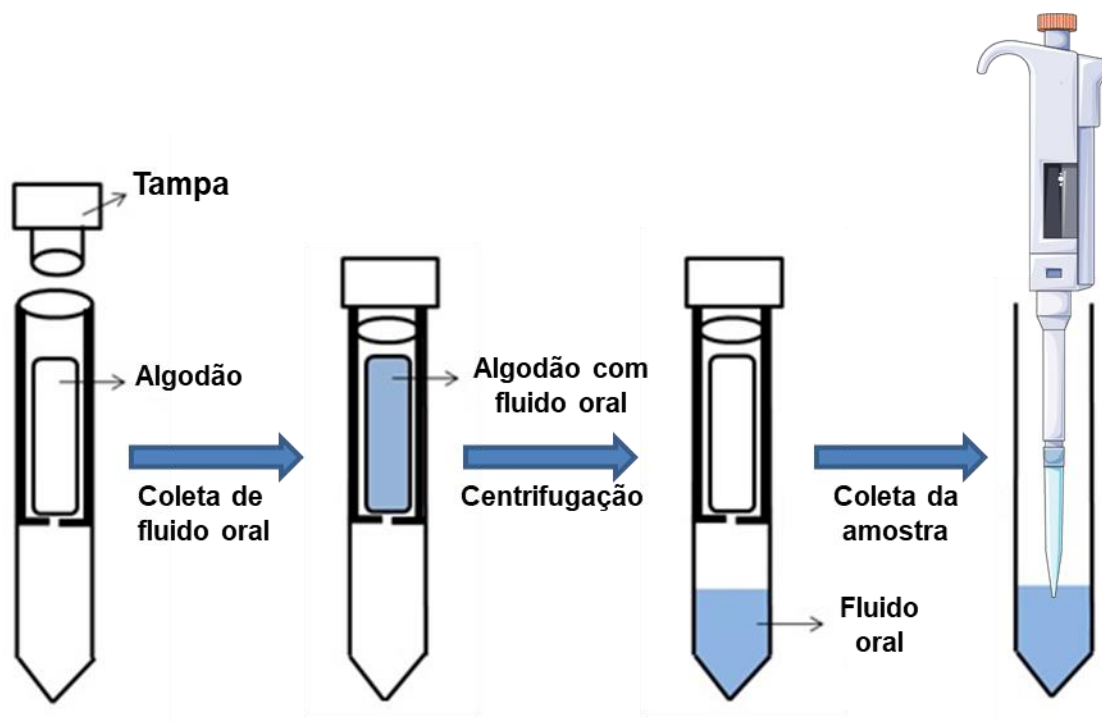 Tampa
Algodão
Coleta de
fluido oral
Algodão com
fluido oral
Centrifugação
Coleta da
amostra
Fluido
oral